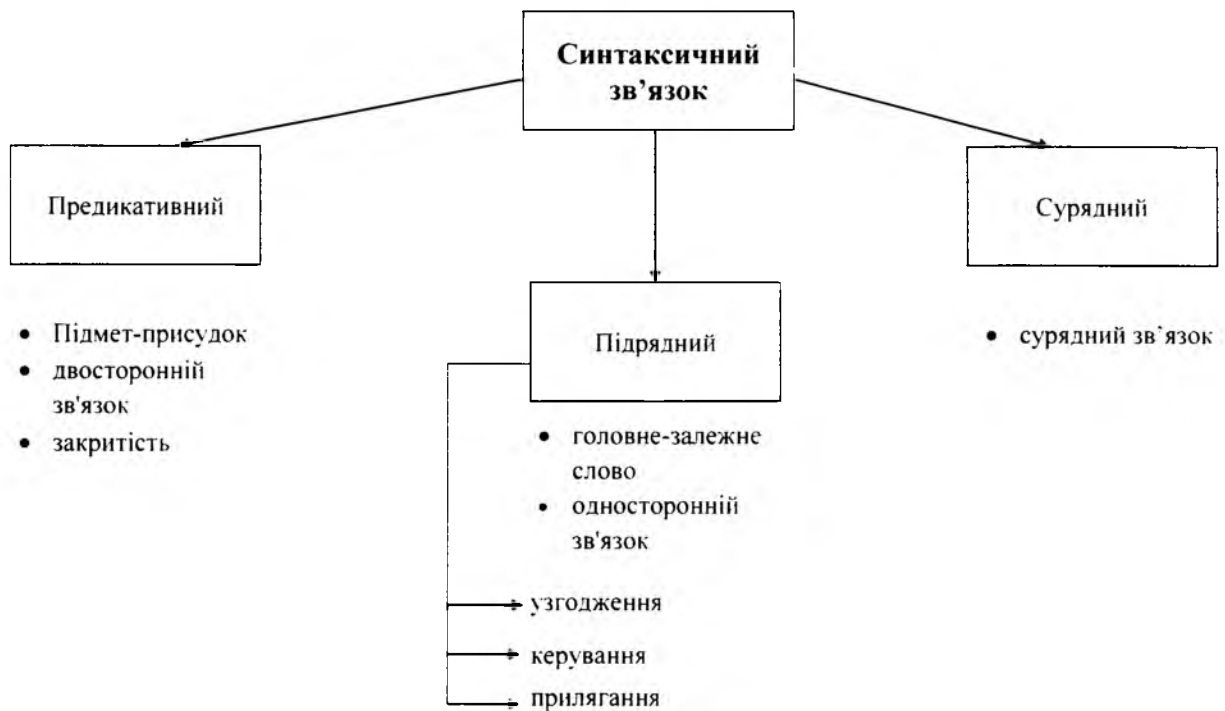 Синтаксичний
зв’язок
Предикативний
Сурядний
• Підмет-присудок
• двосторонній
зв'язок
• закритість
Підрядний
• головне-залежне
слово
• односторонній
зв'язок
• сурядний зв’язок
узгодження
керування
прилягання